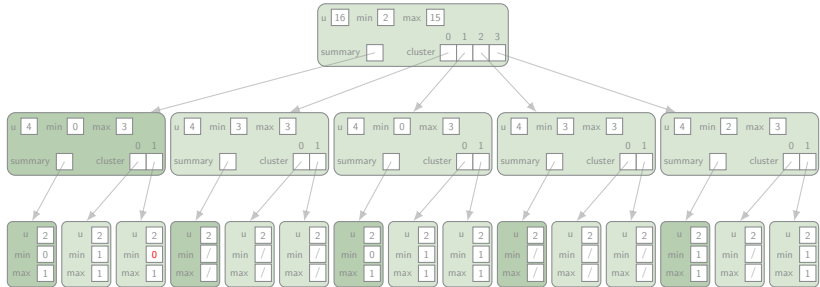 u 16 min 2 max 15
0 1 2 3
summary cluster
u 4 min 0 max 3 u 4 min 3 max 3 u 4 min 0 max 3 u 4 min 3 max 3 u 4 min 2 max 3
0 1 0 1 0 1 0 1 0 1
summary cluster summary cluster summary cluster summary cluster summary cluster
u 2 u 2 u 2 u 2 u 2 u 2 u 2 u 2 u 2 u 2 u 2 u 2 u 2 u 2 u 2
min 0 min 1 min 0 min / min / min / min 0 min 1 min 1 min / min / min / min 1 min / min 1
max 1 max 1 max 1 max / max / max / max 1 max 1 max 1 max / max / max / max 1 max / max 1